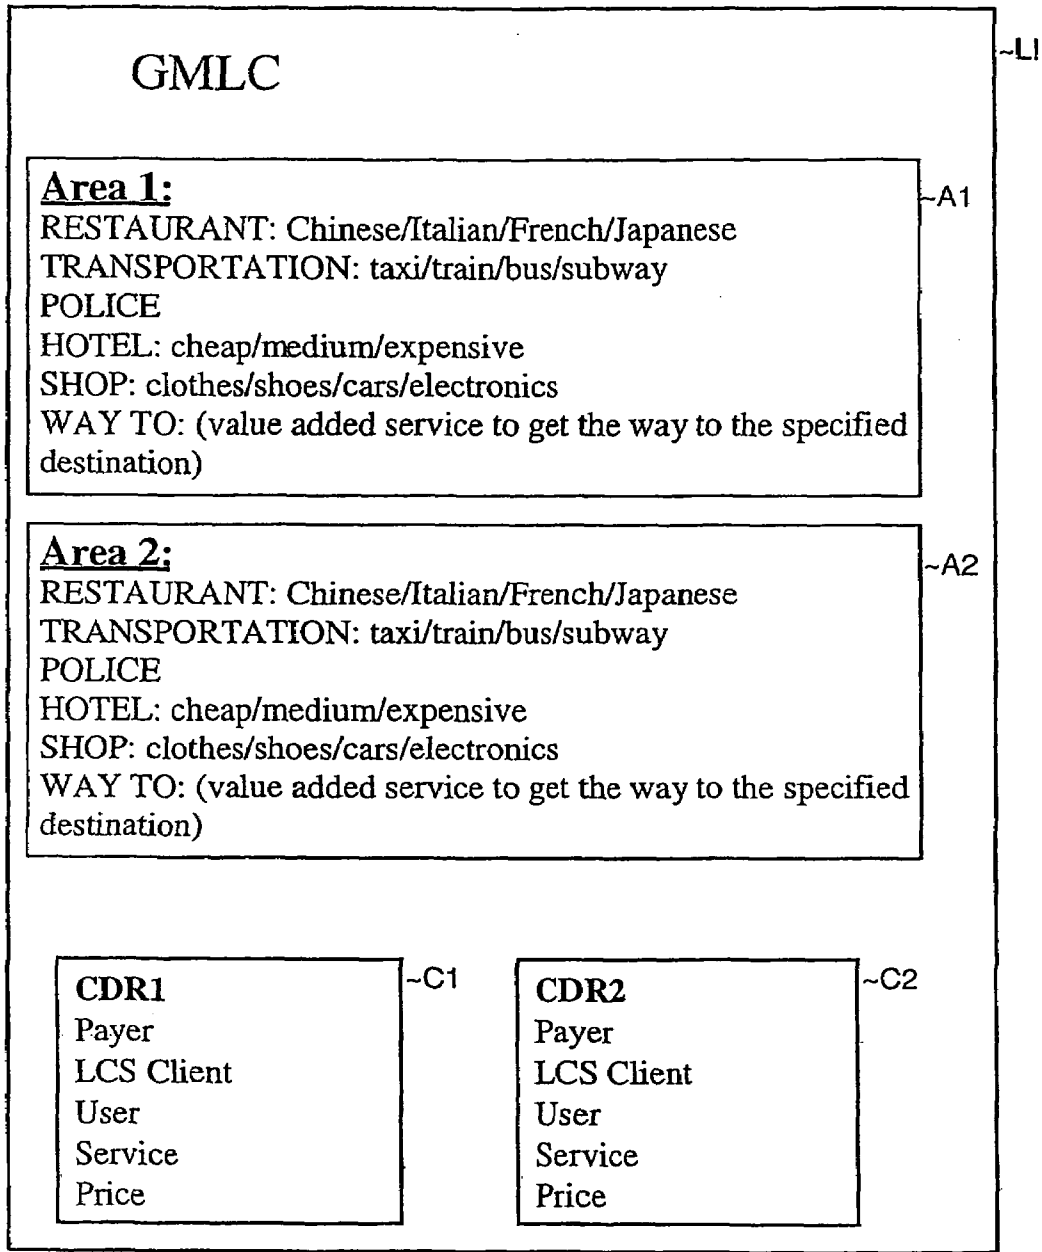 GMLC
~LI
Area 1:
~A1
RESTAURANT: Chinese/Italian/French/Japanese
TRANSPORTATION: taxi/train/bus/subway
POLICE
HOTEL: cheap/medium/expensive
SHOP: clothes/shoes/cars/electronics
WAY TO: (value added service to get the way to the specified
destination)
Area 2:
~A2
RESTAURANT: Chinese/Italian/French/Japanese
TRANSPORTATION: taxi/train/bus/subway
POLICE
HOTEL: cheap/medium/expensive
SHOP: clothes/shoes/cars/electronics
WAY TO: (value added service to get the way to the specified
destination)
CDR1
~C1
Payer
LCS Client
User
Service
Price
CDR2
~C2
Payer
LCS Client
User
Service
Price